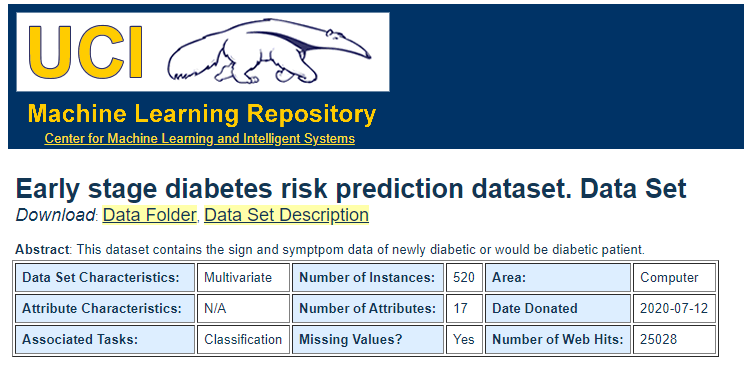 UCI
Machine Learning Repository
Center for Machine Learning and Intelligent Systems
Early stage diabetes risk prediction dataset. Data Set
Download: Data Folder, Data Set Description
Abstract: This dataset contains the sign and symptpom data of newly diabetic or would be diabetic patient.
Data Set Characteristics: Multivariate Number of Instances: 520 Area: Computer
Attribute Characteristics: N/A Number of Attributes: 17 Date Donated 2020-07-12
Associated Tasks: Classification Missing Values? Yes Number of Web Hits: 25028